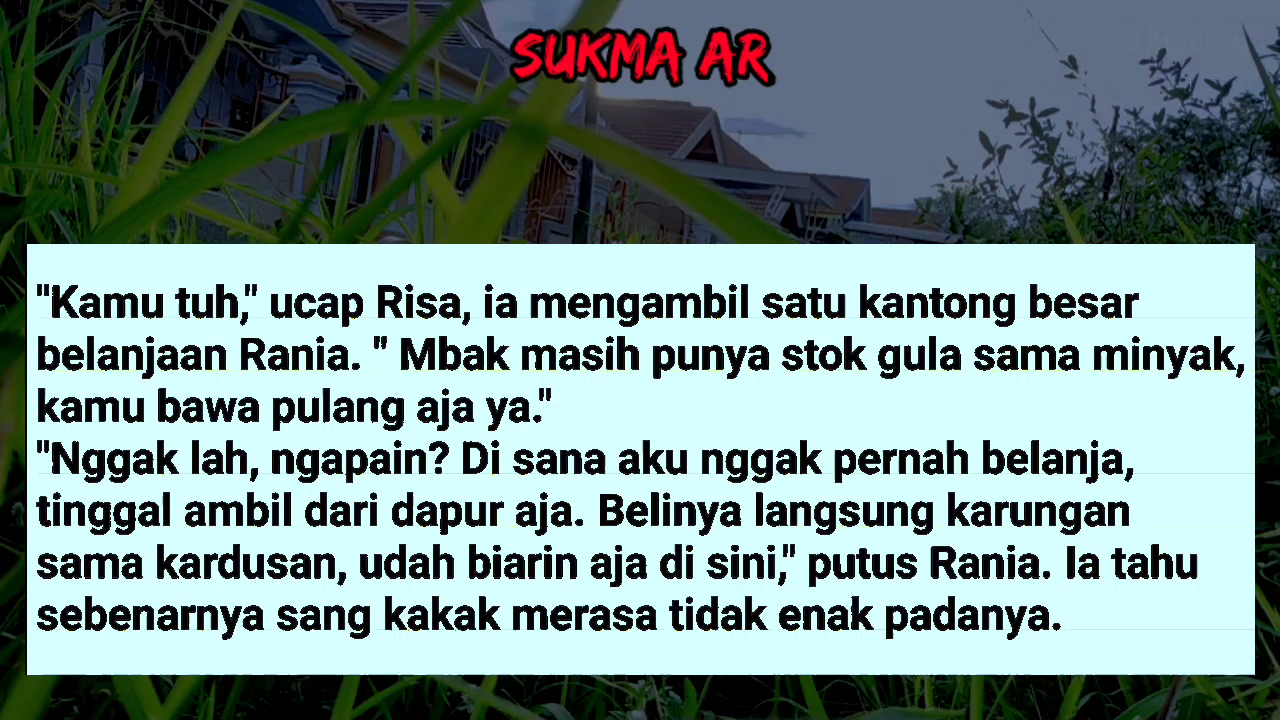 SUKMA AR
"Kamu tuh," ucap Risa, ia mengambil satu kantong besar
belanjaan Rania. " Mbak masih punya stok gula sama minyak,
kamu bawa pulang aja ya."
"Nggak lah, ngapain? Di sana aku nggak pernah belanja,
tinggal ambil dari dapur aja. Belinya langsung karungan
sama kardusan, udah biarin aja di sini," putus Rania. Ia tahu
sebenarnya sang kakak merasa tidak enak padanya.